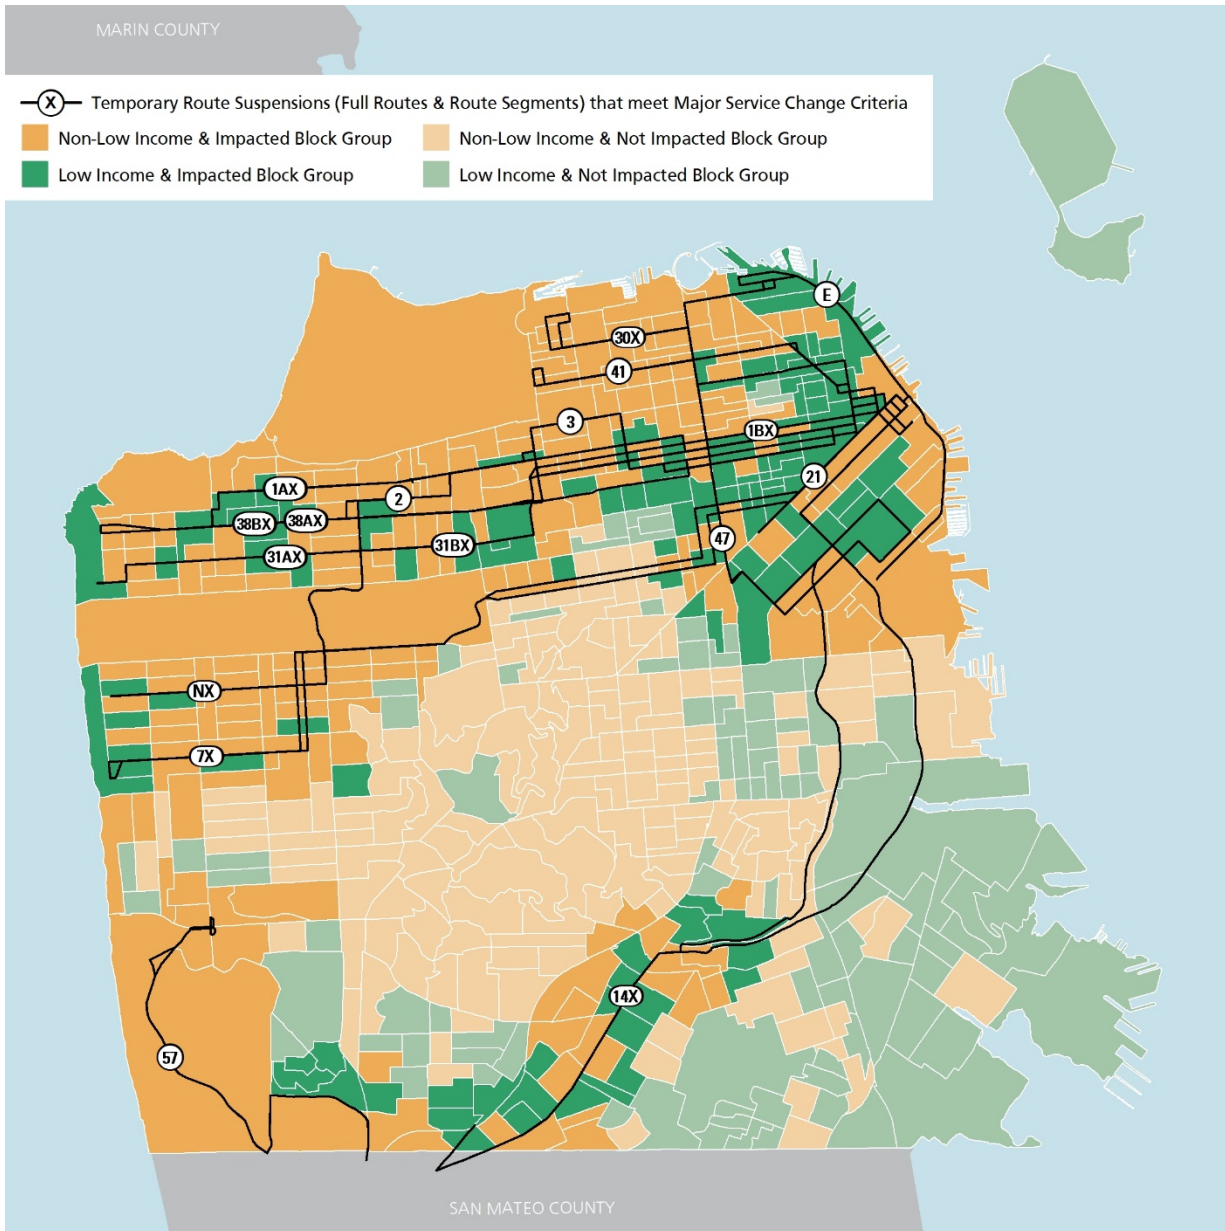 MARIN COUNTY
X Temporary Route Suspensions (Full Routes & Route Segments) that meet Major Service Change Criteria
Non-Low Income & Impacted Block Group
Non-Low Income & Not Impacted Block Group
Low Income & Impacted Block Group
Low Income & Not Impacted Block Group
E
30X
41
3
1BX
21
1AX
2
38BX
38AX
47
31BX
31AX
NX
7X
14X
57
SAN MATEO COUNTY